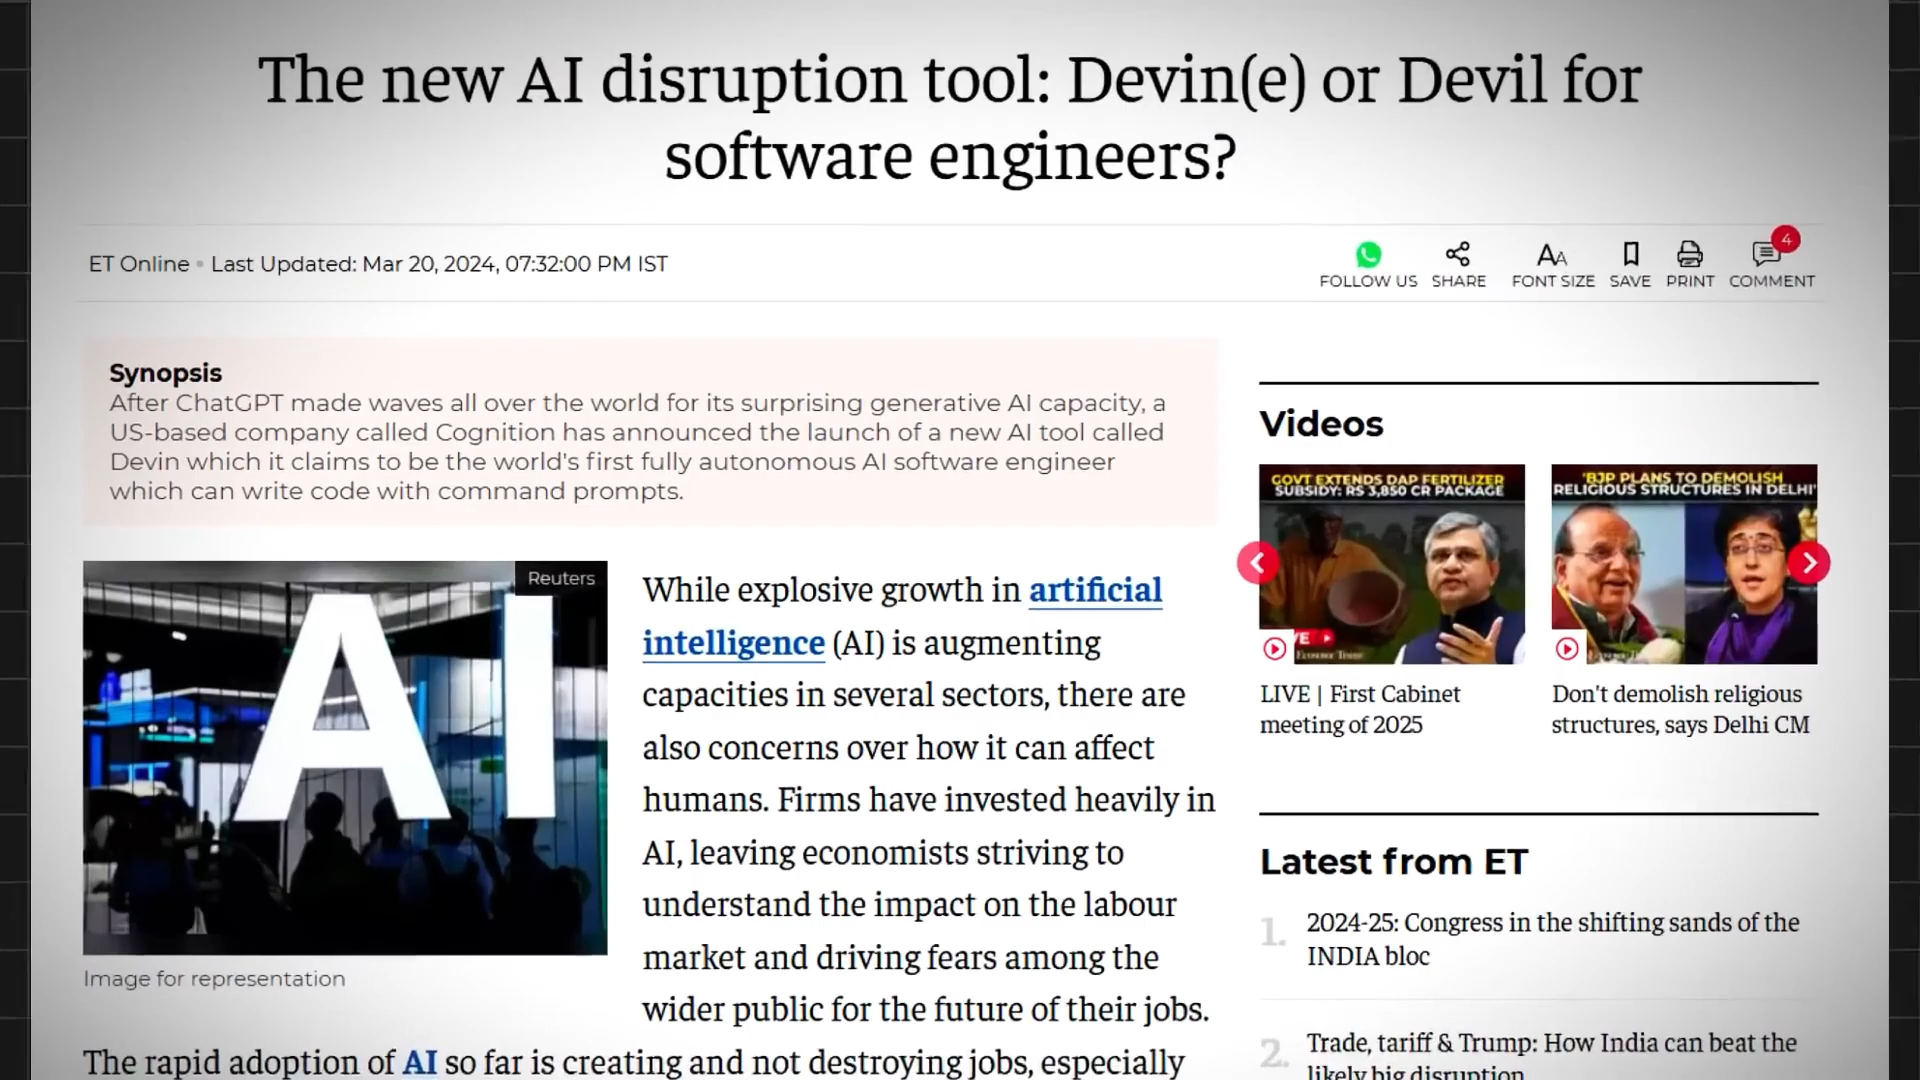 The new AI disruption tool: Devin(e) or Devil for
software engineers?
ET Online • Last Updated: Mar 20, 2024, 07:32:00 PM IST
FOLLOW US
SHARE
FONT SIZE
SAVE
PRINT
4
COMMENT
Synopsis
After ChatGPT made waves all over the world for its surprising generative AI capacity, a
US-based company called Cognition has announced the launch of a new AI tool called
Devin which it claims to be the world's first fully autonomous AI software engineer
which can write code with command prompts.
Reuters
AI
Image for representation
While explosive growth in artificial
intelligence (AI) is augmenting
capacities in several sectors, there are
also concerns over how it can affect
humans. Firms have invested heavily in
AI, leaving economists striving to
understand the impact on the labour
market and driving fears among the
wider public for the future of their jobs.
The rapid adoption of AI so far is creating and not destroying jobs, especially
Videos
GOVT EXTENDS DAP FERTILIZER
SUBSIDY: RS 3,850 CR PACKAGE
LIVE | First Cabinet
meeting of 2025
'BJP PLANS TO DEMOLISH
RELIGIOUS STRUCTURES IN DELHI'
Don't demolish religious
structures, says Delhi CM
Latest from ET
1.
2024-25: Congress in the shifting sands of the
INDIA bloc
2.
Trade, tariff & Trump: How India can beat the
likely big disruption